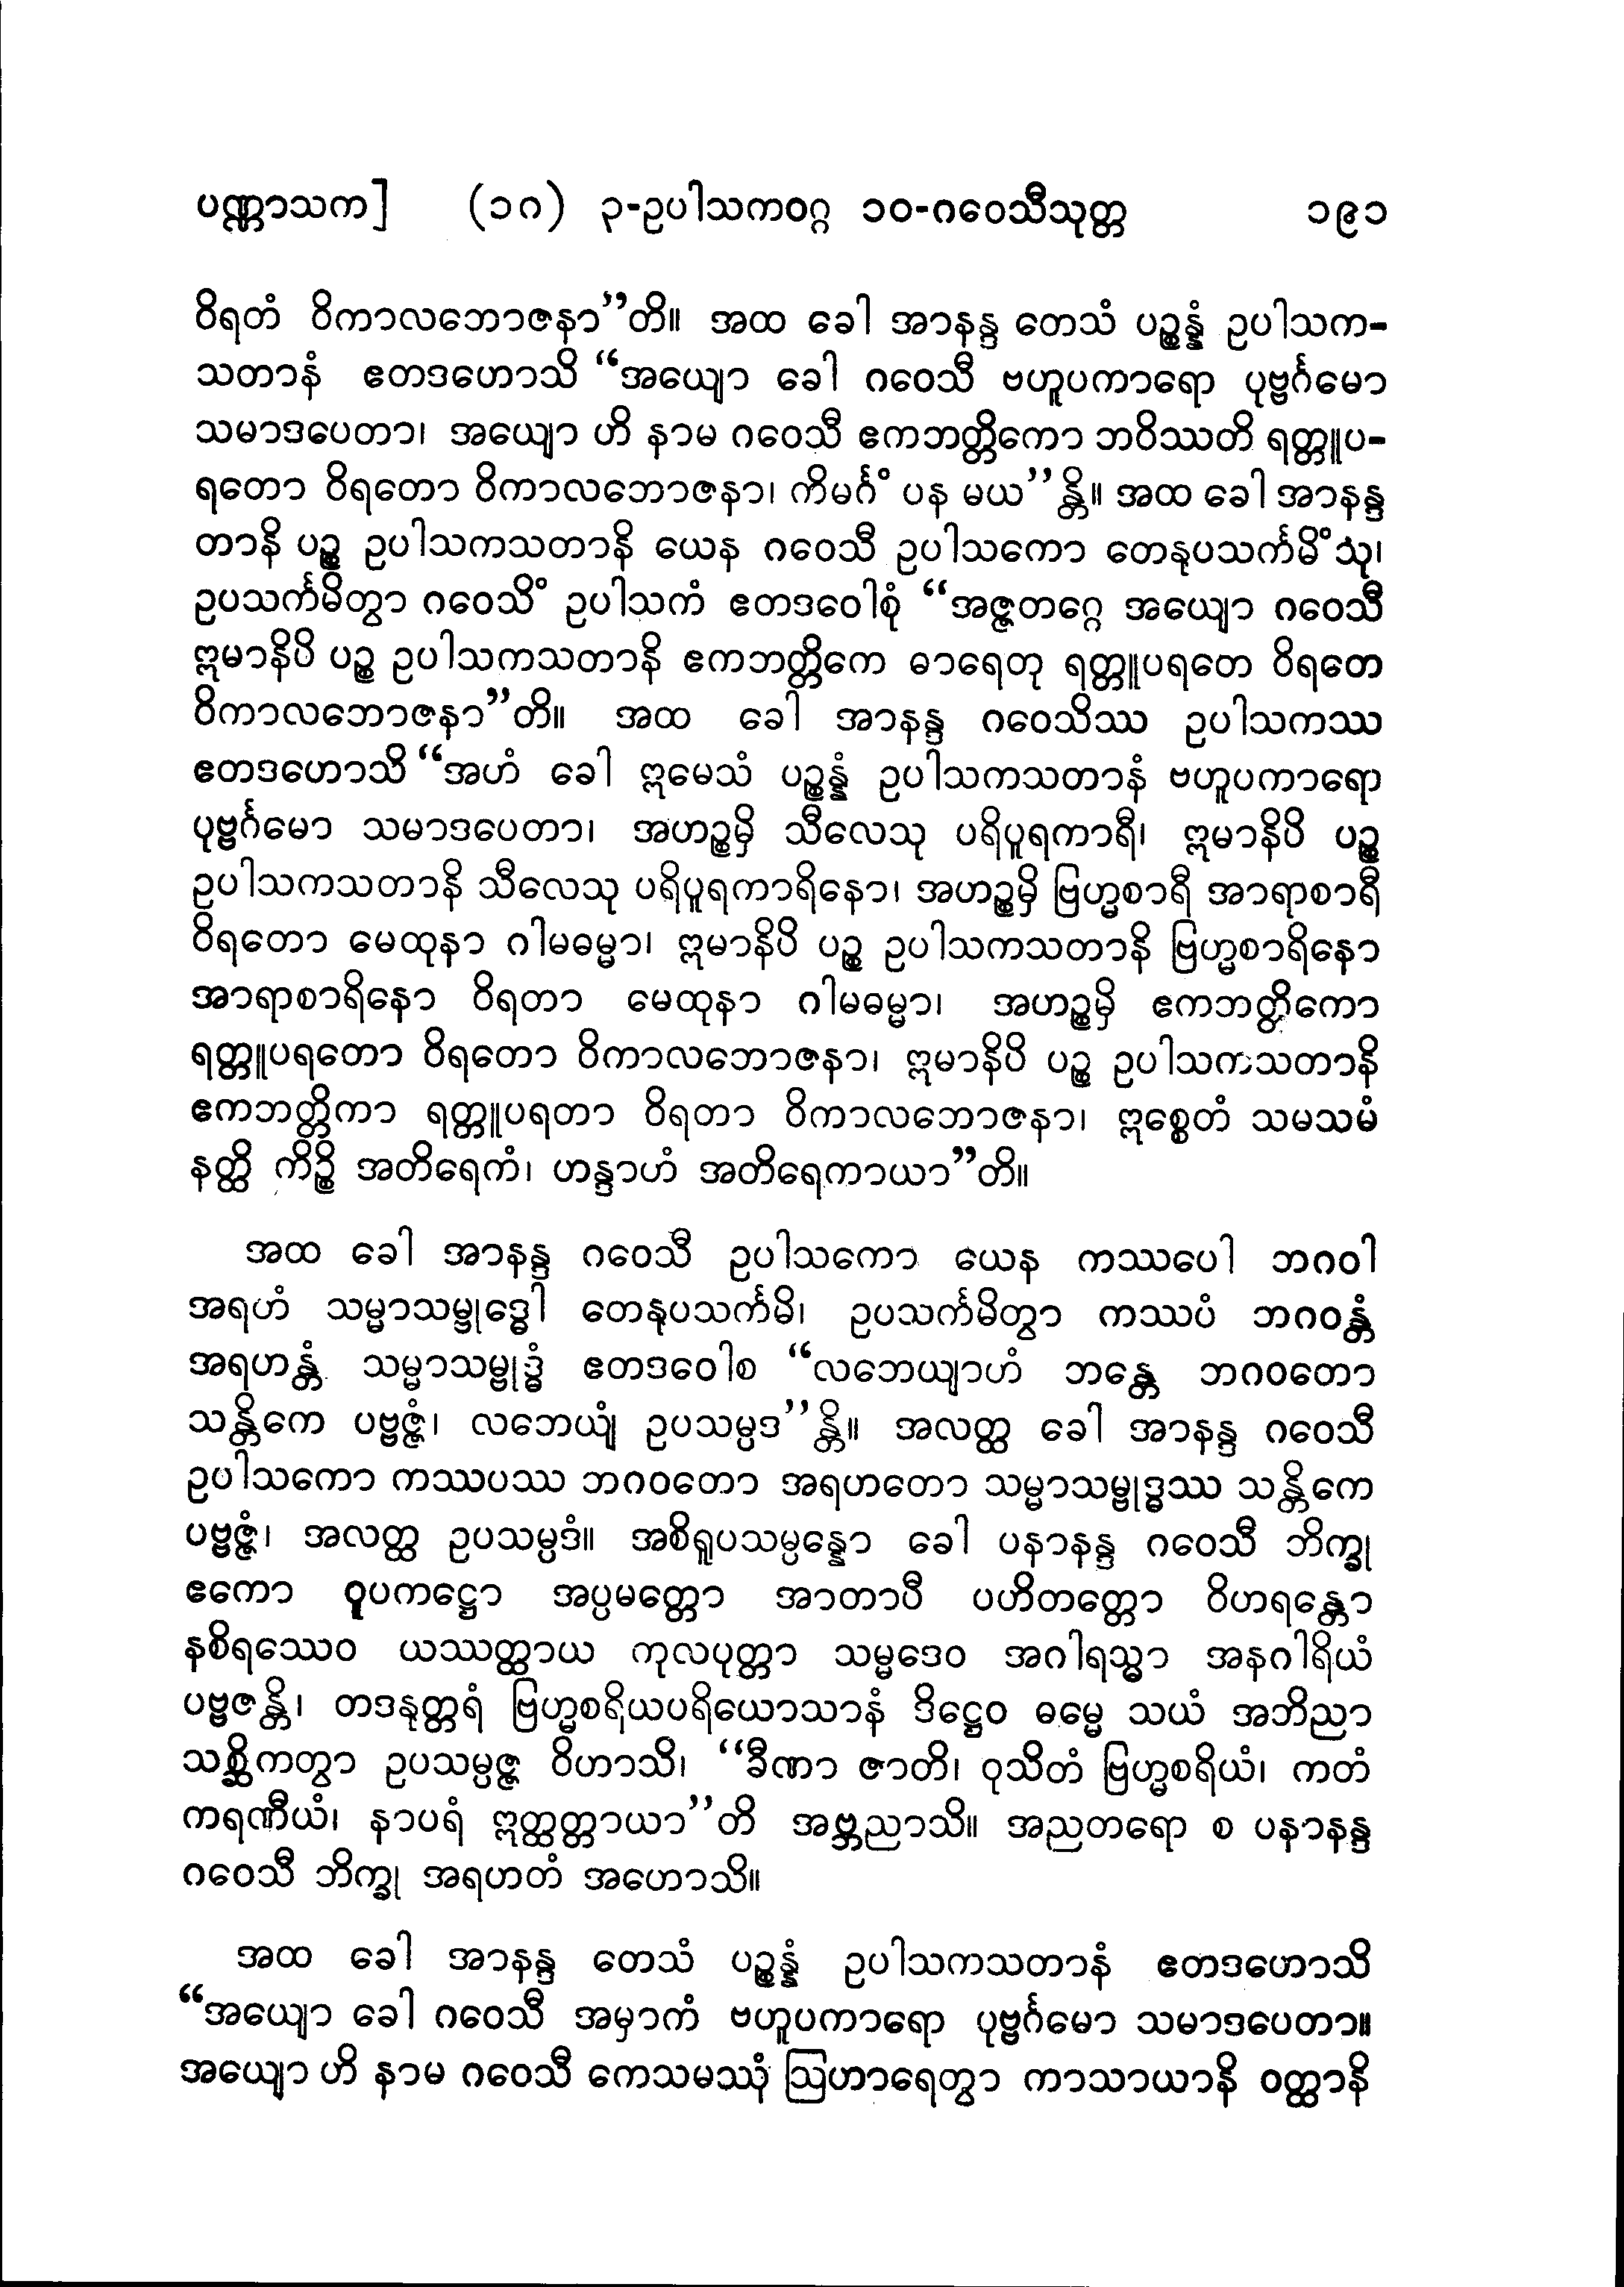 ပဏ္ဏာသက] (၁ဂ) ၃-ဥပါသကဝဂ္ဂ ၁၀-ဂဝေသီသုတ္တ ၁၉၁
ဝိရတံ ဝိကာလဘောဇနာ”တိ။ အထ ခေါ အာနန္ဒ တေသံ ပဉ္စန္နံ ဥပါသက-
သတာနံ ဧတဒဟောသိ “အယျော ခေါ ဂဝေသီ ဗဟူပကာရော ပုဗ္ဗင်္ဂမော
သမာဒပေတာ၊ အယျော ဟိ နာမ ဂဝေသီ ဧကဘတ္တိကော ဘဝိဿတိ ရတ္တူပ-
ရတော ဝိရတော ဝိကာလဘောဇနာ၊ ကိမင်္ဂံ ပန မယ”န္တိ။ အထ ခေါ အာနန္ဒ
တာနိ ပဉ္စ ဥပါသကသတာနိ ယေန ဂဝေသီ ဥပါသကော တေနုပသင်္ကမိံသု၊
ဥပသင်္ကမိတွာ ဂဝေသိံ ဥပါသကံ ဧတဒဝေါစုံ “အဇ္ဇတဂ္ဂေ အယျော ဂဝေသီ
ဣမာနိပိ ပဉ္စ ဥပါသကသတာနိ ဧကဘတ္တိကေ ဓာရေတု ရတ္တူပရတေ ဝိရတေ
ဝိကာလဘောဇနာ”တိ။ အထ ခေါ အာနန္ဒ ဂဝေသိဿ ဥပါသကဿ
ဧတဒဟောသိ “အဟံ ခေါ ဣမေသံ ပဉ္စန္နံ ဥပါသကသတာနံ ဗဟူပကာရော
ပုဗ္ဗင်္ဂမော သမာဒပေတာ၊ အဟဉ္စမှိ သီလေသု ပရိပူရကာရီ၊ ဣမာနိပိ ပဉ္စ
ဥပါသကသတာနိ သီလေသု ပရိပူရကာရိနော၊ အဟဉ္စမှိ ဗြဟ္မစာရီ အာရာစာရီ
ဝိရတော မေထုနာ ဂါမဓမ္မာ၊ ဣမာနိပိ ပဉ္စ ဥပါသကသတာနိ ဗြဟ္မစာရိနော
အာရာစာရိနော ဝိရတာ မေထုနာ ဂါမဓမ္မာ၊ အဟဉ္စမှိ ဧကဘတ္တိကော
ရတ္တူပရတော ဝိရတော ဝိကာလဘောဇနာ၊ ဣမာနိပိ ပဉ္စ ဥပါသကသတာနိ
ဧကဘတ္တိကာ ရတ္တူပရတာ ဝိရတာ ဝိကာလဘောဇနာ၊ ဣစ္စေတံ သမသမံ
နတ္ထိ ကိဉ္စိ အတိရေကံ၊ ဟန္ဒာဟံ အတိရေကာယာ”တိ။
အထ ခေါ အာနန္ဒ ဂဝေသီ ဥပါသကော ယေန ကဿပေါ ဘဂဝါ
အရဟံ သမ္မာသမ္ဗုဒ္ဓေါ တေနုပသင်္ကမိ၊ ဥပသင်္ကမိတွာ ကဿပံ ဘဂဝန္တံ
အရဟန္တံ သမ္မာသမ္ဗုဒ္ဓံ ဧတဒဝေါစ “လဘေယျာဟံ ဘန္တေ ဘဂဝတော
သန္တိကေ ပဗ္ဗဇ္ဇံ၊ လဘေယျံ ဥပသမ္ပဒ”န္တိ။ အလတ္ထ ခေါ အာနန္ဒ ဂဝေသီ
ဥပါသကော ကဿပဿ ဘဂဝတော အရဟတော သမ္မာသမ္ဗုဒ္ဓဿ သန္တိကေ
ပဗ္ဗဇ္ဇံ၊ အလတ္ထ ဥပသမ္ပဒံ။ အစိရူပသမ္ပန္နော ခေါ ပနာနန္ဒ ဂဝေသီ ဘိက္ခု
ဧကော ဝူပကဋ္ဌော အပ္ပမတ္တော အာတာပီ ပဟိတတ္တော ဝိဟရန္တော
နစိရဿေဝ ယဿတ္ထာယ ကုလပုတ္တာ သမ္မဒေဝ အဂါရသ္မာ အနဂါရိယံ
ပဗ္ဗဇန္တိ၊ တဒနုတ္တရံ ဗြဟ္မစရိယပရိယောသာနံ ဒိဋ္ဌေဝ ဓမ္မေ သယံ အဘိညာ
သစ္ဆိကတွာ ဥပသမ္ပဇ္ဇ ဝိဟာသိ၊ “ခီဏာ ဇာတိ၊ ဝုသိတံ ဗြဟ္မစရိယံ၊ ကတံ
ကရဏီယံ၊ နာပရံ ဣတ္ထတ္တာယာ”တိ အဗ္ဘညာသိ။ အညတရော စ ပနာနန္ဒ
ဂဝေသီ ဘိက္ခု အရဟတံ အဟောသိ။
အထ ခေါ အာနန္ဒ တေသံ ပဉ္စန္နံ ဥပါသကသတာနံ ဧတဒဟောသိ
“အယျော ခေါ ဂဝေသီ အမှာကံ ဗဟူပကာရော ပုဗ္ဗင်္ဂမော သမာဒပေတာ။
အယျော ဟိ နာမ ဂဝေသီ ကေသမဿုံ ဩဟာရေတွာ ကာသာယာနိ ဝတ္ထာနိ